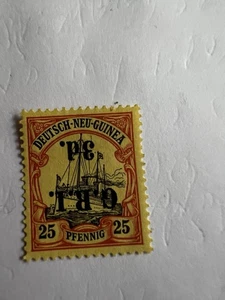 DEUTSCH-NEU-GUINEA
3d.
G.R.I.
25 PFENNIG 25